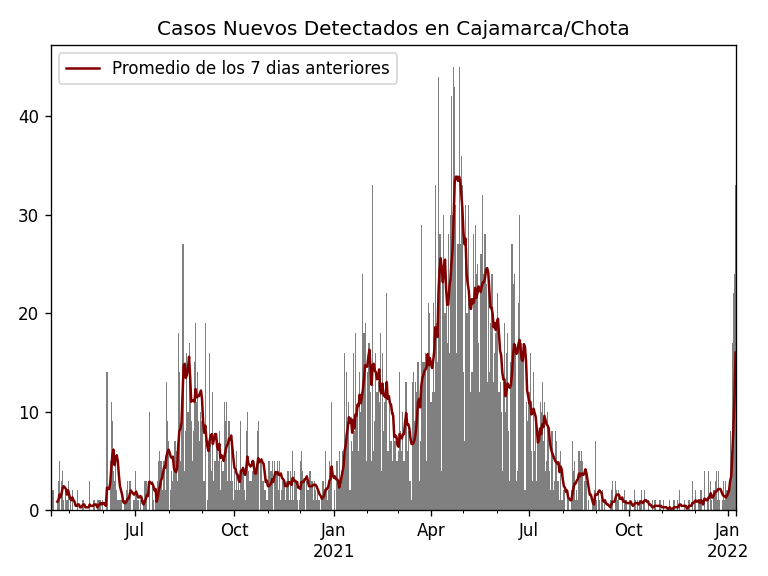 Casos Nuevos Detectados en Cajamarca/Chota
Promedio de los 7 dias anteriores
40
30
20
10
0
Jul
Oct
Jan
2021
Apr
Jul
Oct
Jan
2022